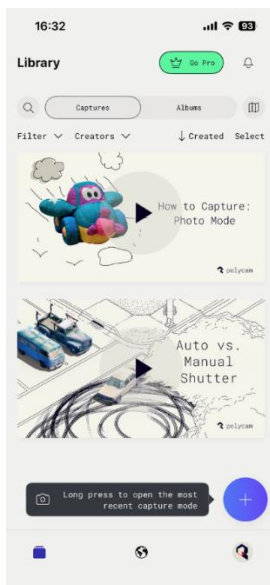 16:32
93
Library
Go Pro
Captures
Albums
Filter
Creators
Created
Select
How to Capture:
Photo Mode
polycam
Auto vs.
Manual
Shutter
polycam
Long press to open the most
recent capture mode